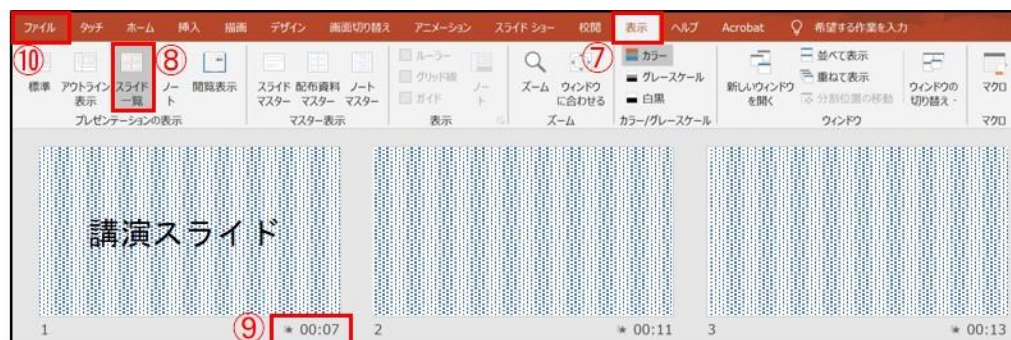 ファイル タッチ ホーム 挿入 描画 デザイン 画面切り替え アニメーション スライド ショー 校閲 表示 ヘルプ Acrobat 希望する作業を入力
⑩ ⑧ ⑦
標準 アウトライン表示 スライド一覧 ノート 閲覧表示
プレゼンテーションの表示
スライドマスター 配布資料マスター ノートマスター
マスター表示
ルーラー
グリッド線
ガイド
ノート
表示
ズーム ウィンドウに合わせる
ズーム
カラー
グレースケール
白黒
カラー/グレースケール
新しいウィンドウを開く
並べて表示
重ねて表示
分割位置の移動
ウィンドウの切り替え
ウィンドウ
マクロ
マクロ
講演スライド
1 ⑨ 00:07 2 00:11 3 00:13